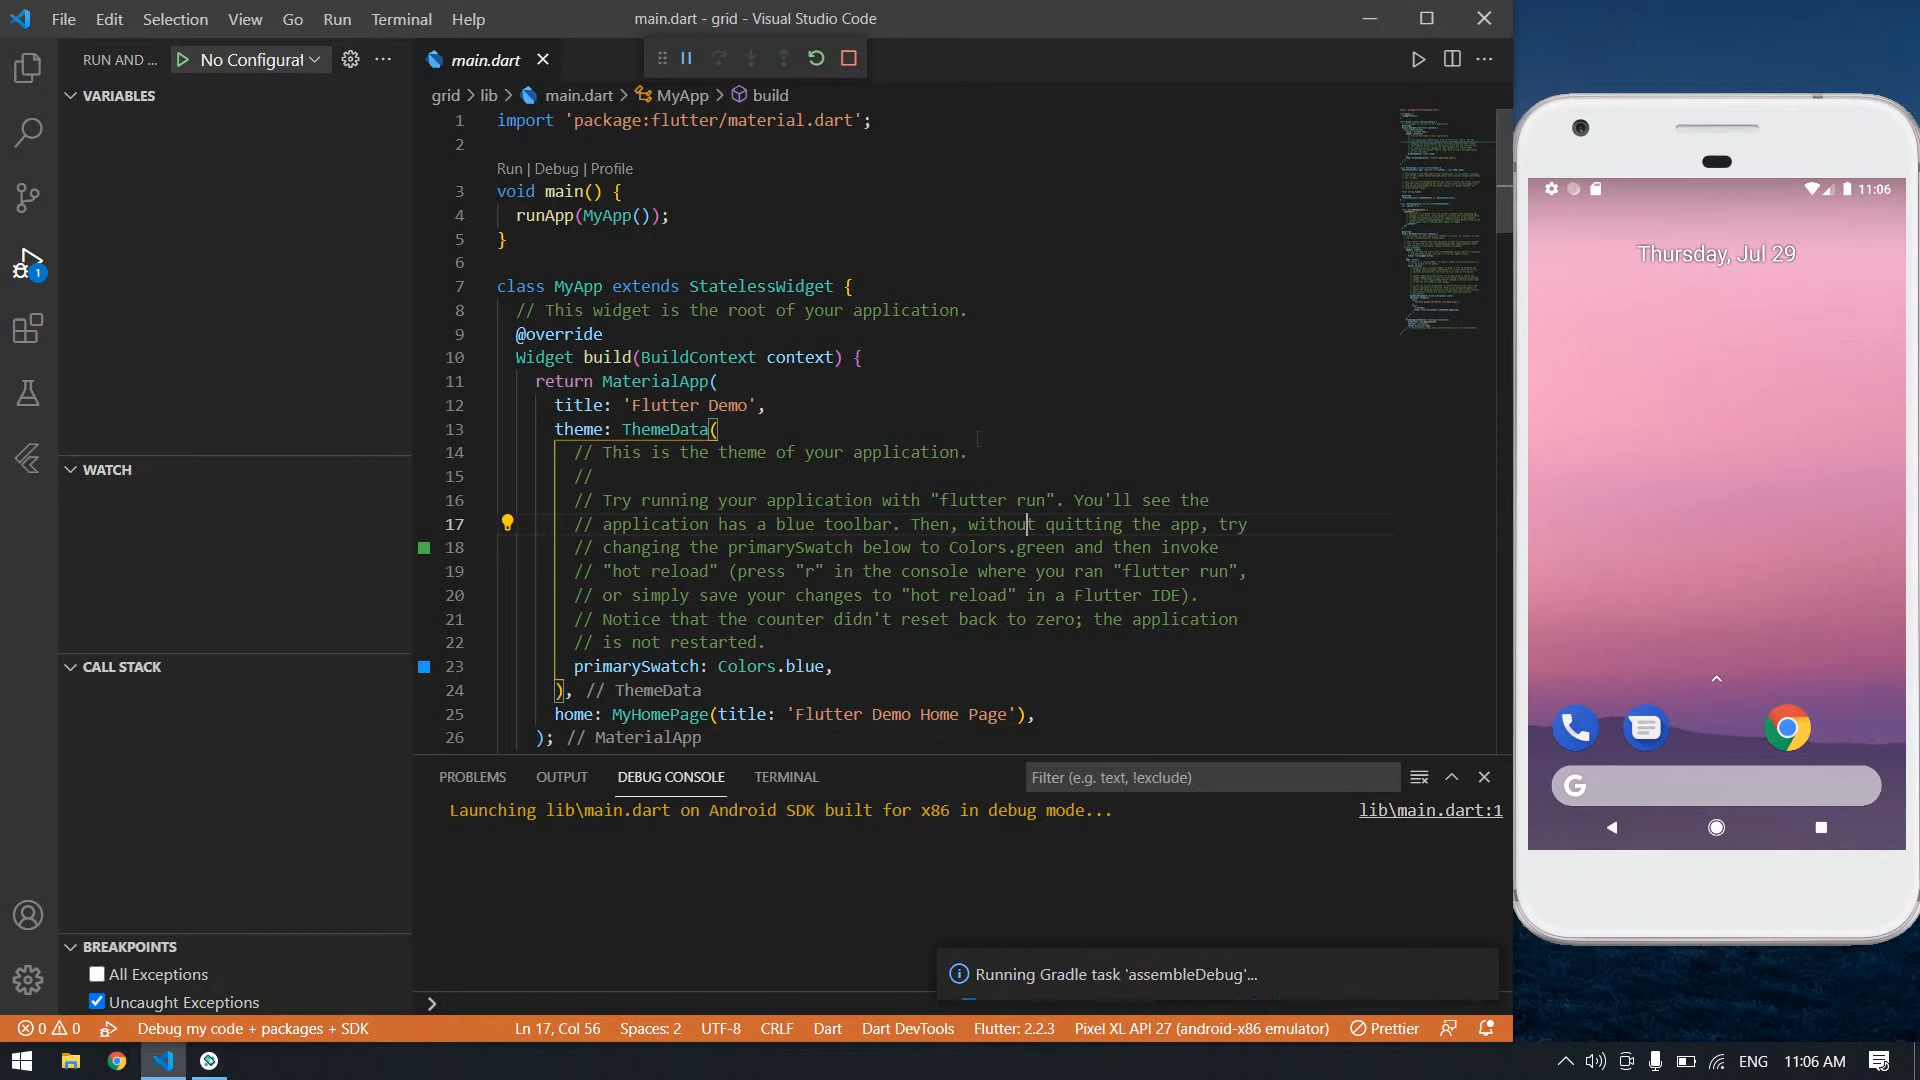 File Edit Selection View Go Run Terminal Help
main.dart - grid - Visual Studio Code
RUN AND ...
No Configurat
main.dart
VARIABLES
grid > lib > main.dart > MyApp > build
1 import 'package:flutter/material.dart';
2
Run | Debug | Profile
3 void main() {
4 runApp(MyApp());
5 }
6
7 class MyApp extends StatelessWidget {
8 // This widget is the root of your application.
9 @override
10 Widget build(BuildContext context) {
11 return MaterialApp(
12 title: 'Flutter Demo',
13 theme: ThemeData(
14 // This is the theme of your application.
15 //
16 // Try running your application with "flutter run". You'll see the
17 // application has a blue toolbar. Then, without quitting the app, try
18 // changing the primarySwatch below to Colors.green and then invoke
19 // "hot reload" (press "r" in the console where you ran "flutter run",
20 // or simply save your changes to "hot reload" in a Flutter IDE).
21 // Notice that the counter didn't reset back to zero; the application
22 // is not restarted.
23 primarySwatch: Colors.blue,
24 ), // ThemeData
25 home: MyHomePage(title: 'Flutter Demo Home Page'),
26 ); // MaterialApp
WATCH
CALL STACK
BREAKPOINTS
All Exceptions
Uncaught Exceptions
1
PROBLEMS OUTPUT DEBUG CONSOLE TERMINAL
Filter (e.g. text, !exclude)
Launching lib\main.dart on Android SDK built for x86 in debug mode...
lib\main.dart:1
Running Gradle task 'assembleDebug'...
0 0 Debug my code + packages + SDK
Ln 17, Col 56 Spaces: 2 UTF-8 CRLF Dart Dart DevTools Flutter: 2.2.3 Pixel XL API 27 (android-x86 emulator) Prettier
11:06
Thursday, Jul 29
G
ENG 11:06 AM